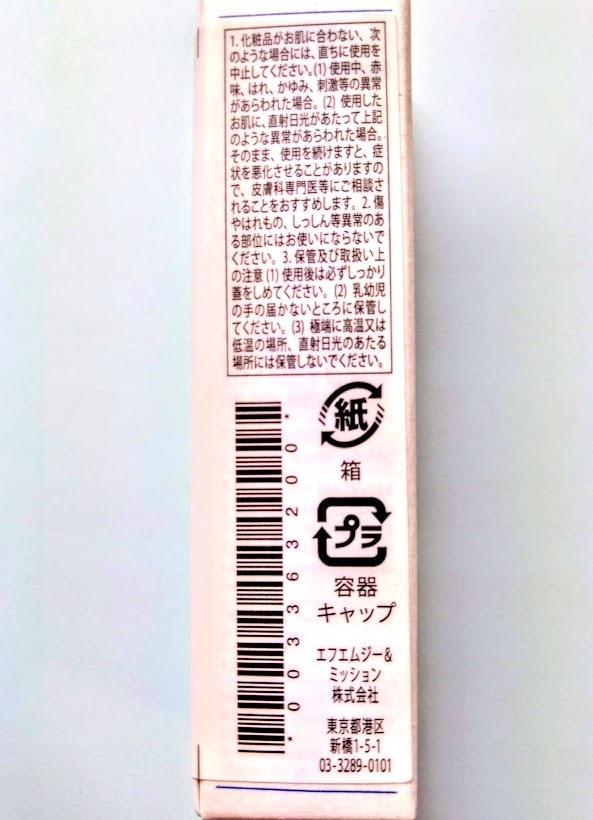 1. 化粧品がお肌に合わない、次
のような場合には、直ちに使用を
中止してください。(1) 使用中、赤
味、はれ、かゆみ、刺激等の異常
があらわれた場合。(2) 使用した
お肌に、直射日光があたって上記
のような異常があらわれた場合。
そのまま、使用を続けますと、症
状を悪化させることがありますの
で、皮膚科専門医等にご相談さ
れることをおすすめします。2. 傷
やはれもの、しっしん等異常のあ
る部位にはお使いにならないで
ください。3. 保管及び取扱い上
の注意 (1) 使用後は必ずしっかり
蓋をしめてください。(2) 乳幼児
の手の届かないところに保管し
てください。(3) 極端に高温又は
低温の場所、直射日光のあたる
場所には保管しないでください。
紙
箱
プラ
容器
キャップ
エフエムジー&
ミッション
株式会社
東京都港区
新橋1-5-1
03-3289-0101
*0033633200*